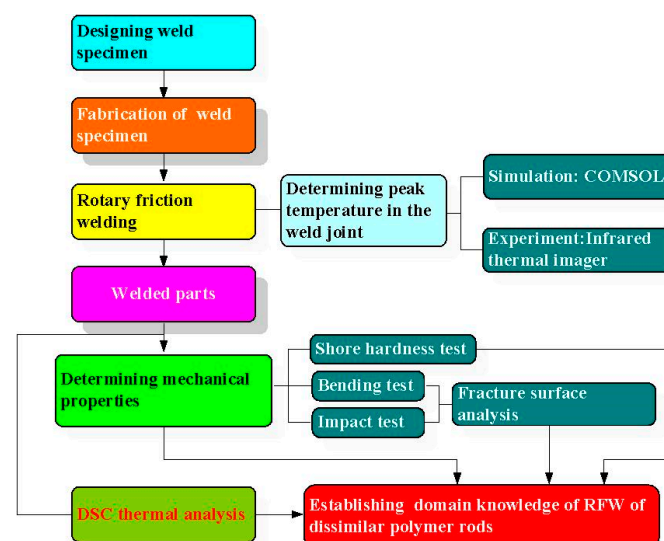 Designing weld
specimen
Fabrication of weld
specimen
Rotary friction
welding
Determining peak
temperature in the
weld joint
Simulation: COMSOL
Experiment:Infrared
thermal imager
Welded parts
Determining mechanical
properties
Shore hardness test
Bending test
Impact test
Fracture surface
analysis
DSC thermal analysis
Establishing domain knowledge of RFW of
dissimilar polymer rods